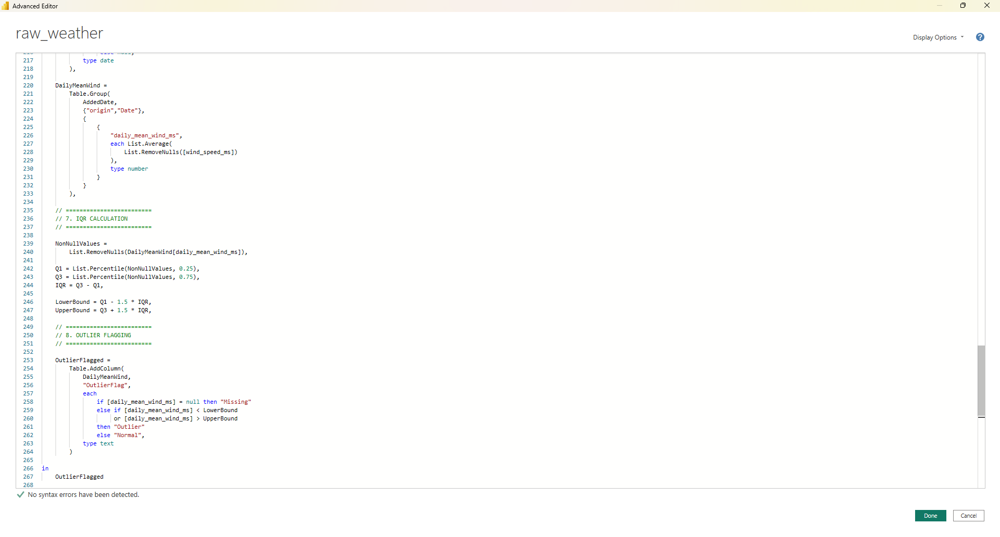 Advanced Editor
raw_weather
Display Options
?
217 type date
218 ),
219
220 DailyMeanWind =
221 Table.Group(
222 AddedDate,
223 {"origin","Date"},
224 {
225 {
226 "daily_mean_wind_ms",
227 each List.Average(
228 List.RemoveNulls([wind_speed_ms])
229 ),
230 type number
231 }
232 }
233 ),
234
235 // =========================
236 // 7. IQR CALCULATION
237 // =========================
238
239 NonNullValues =
240 List.RemoveNulls(DailyMeanWind[daily_mean_wind_ms]),
241
242 Q1 = List.Percentile(NonNullValues, 0.25),
243 Q3 = List.Percentile(NonNullValues, 0.75),
244 IQR = Q3 - Q1,
245
246 LowerBound = Q1 - 1.5 * IQR,
247 UpperBound = Q3 + 1.5 * IQR,
248
249 // =========================
250 // 8. OUTLIER FLAGGING
251 // =========================
252
253 OutlierFlagged =
254 Table.AddColumn(
255 DailyMeanWind,
256 "OutlierFlag",
257 each
258 if [daily_mean_wind_ms] = null then "Missing"
259 else if [daily_mean_wind_ms] < LowerBound
260 or [daily_mean_wind_ms] > UpperBound
261 then "Outlier"
262 else "Normal",
263 type text
264 )
265
266 in
267 OutlierFlagged
268
No syntax errors have been detected.
Done
Cancel